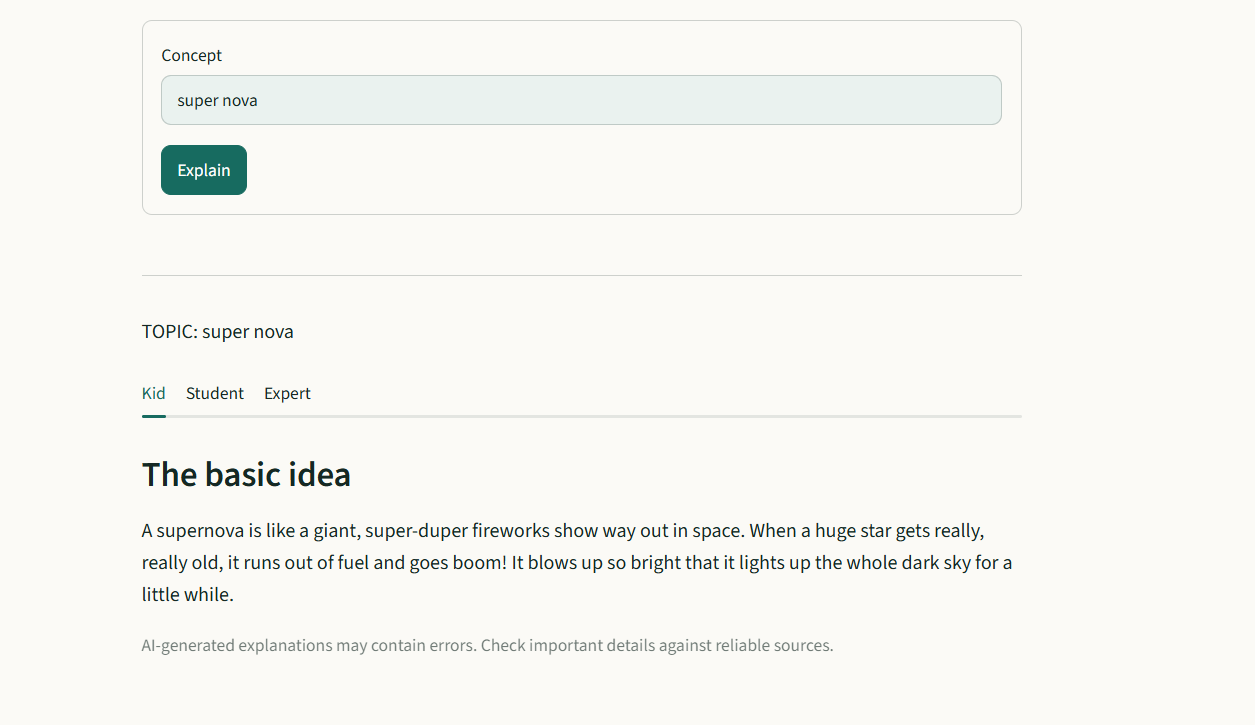 Concept
super nova
Explain
TOPIC: super nova
Kid Student Expert
The basic idea
A supernova is like a giant, super-duper fireworks show way out in space. When a huge star gets really,
really old, it runs out of fuel and goes boom! It blows up so bright that it lights up the whole dark sky for a
little while.
AI-generated explanations may contain errors. Check important details against reliable sources.